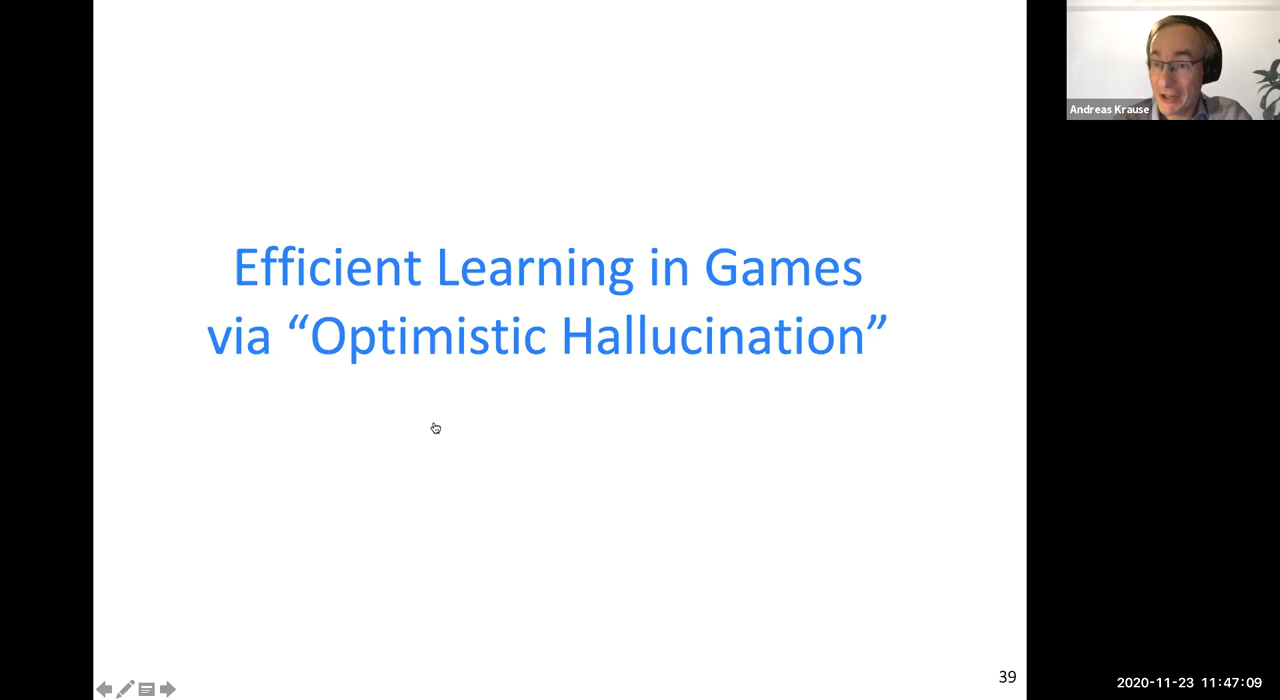 Andreas Krause
Efficient Learning in Games
via “Optimistic Hallucination”
39
2020-11-23 11:47:09